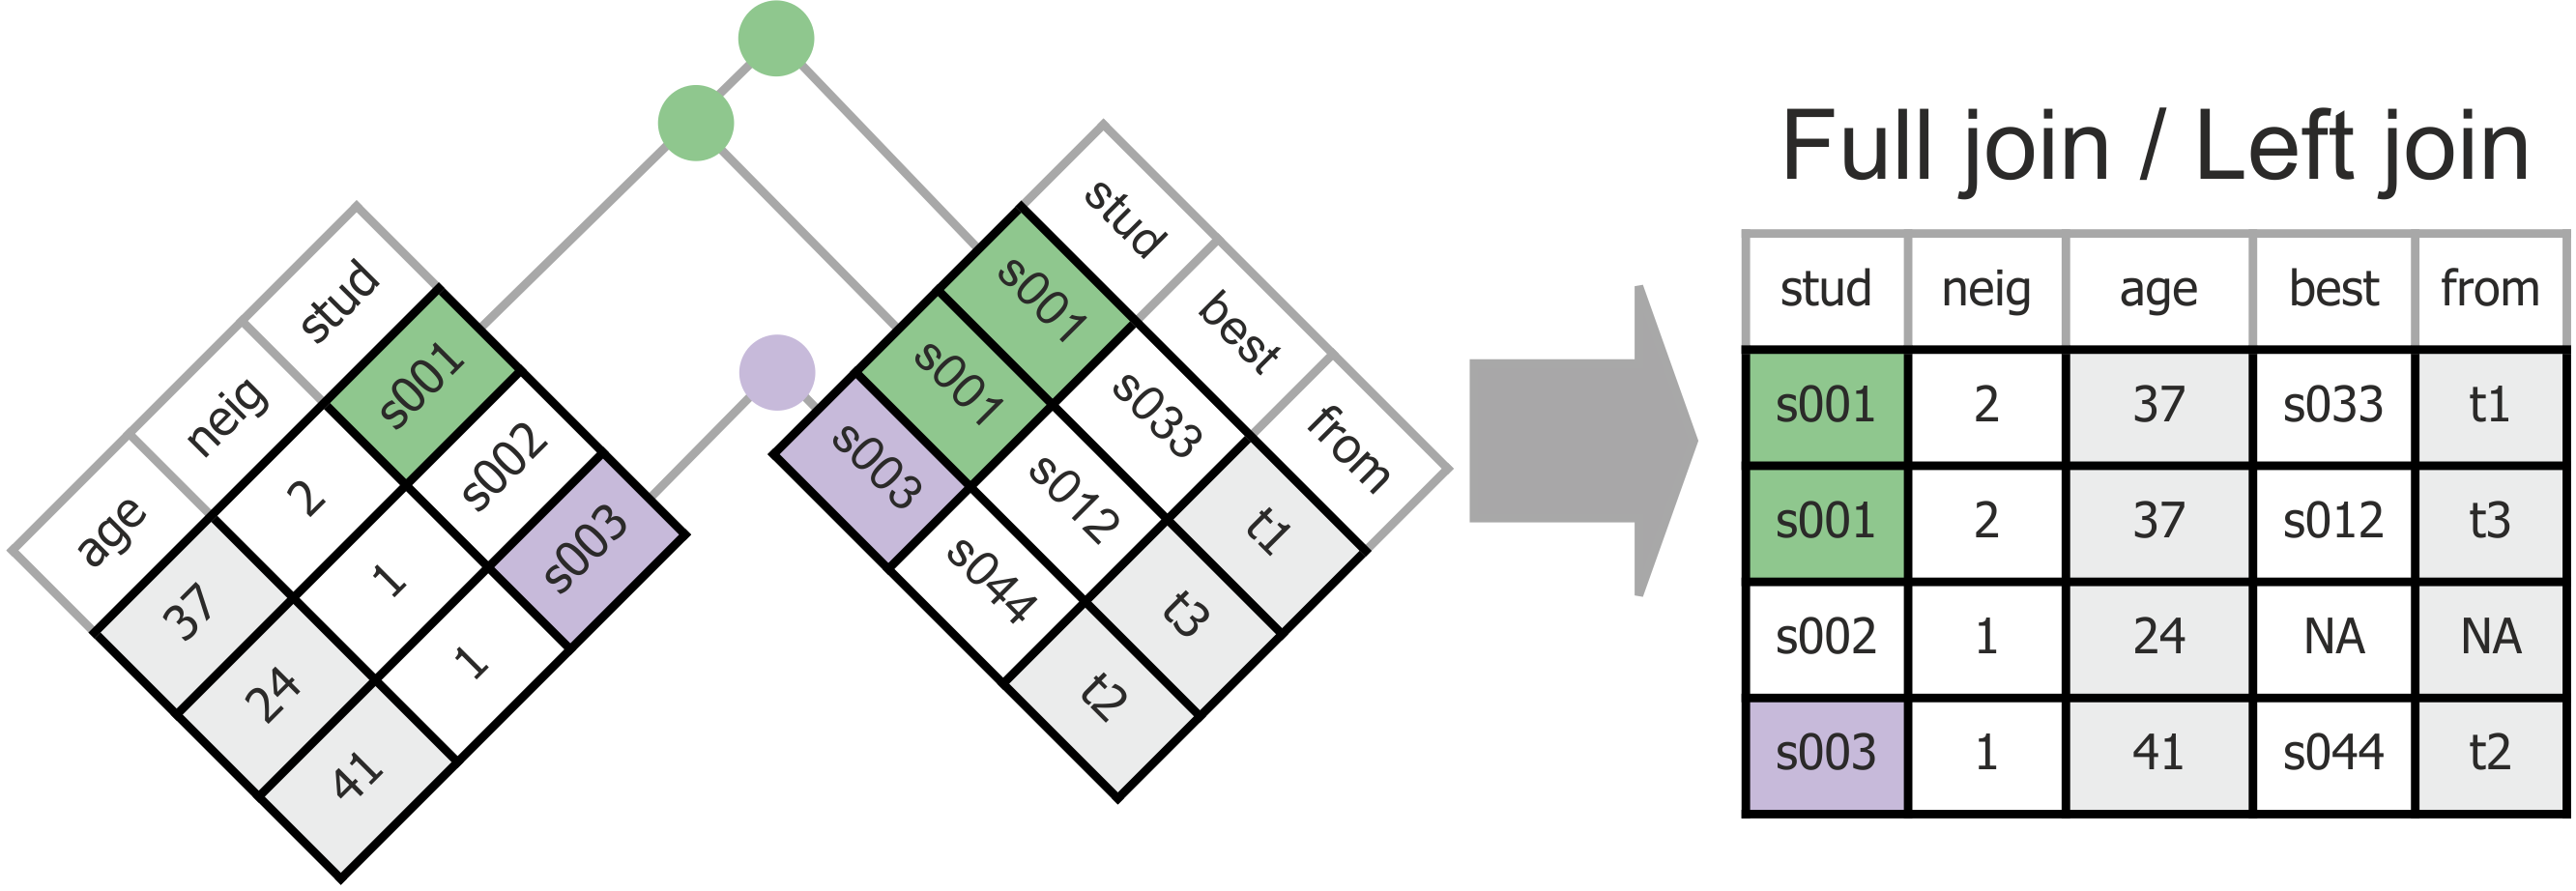 age neig stud
37 2 s001
24 1 s002
41 1 s003
stud best from
s001 s033 t1
s001 s012 t3
s003 s044 t2
Full join / Left join
stud neig age best from
s001 2 37 s033 t1
s001 2 37 s012 t3
s002 1 24 NA NA
s003 1 41 s044 t2